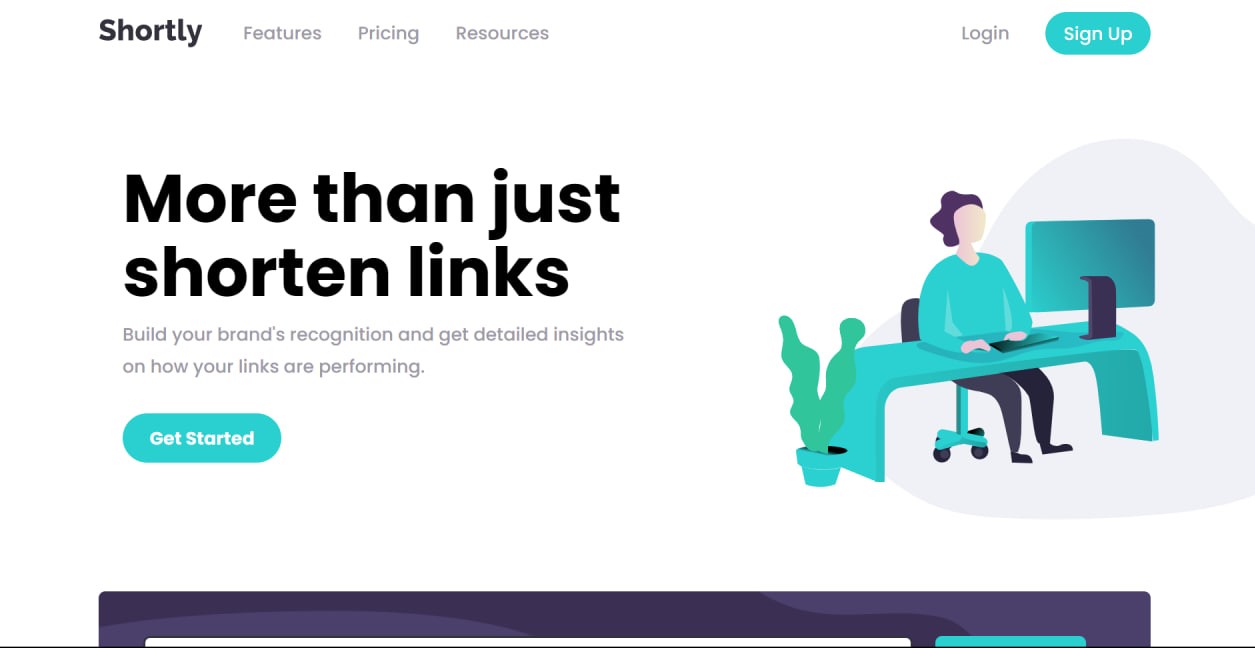 Shortly Features Pricing Resources Login Sign Up
More than just
shorten links
Build your brand's recognition and get detailed insights
on how your links are performing.
Get Started